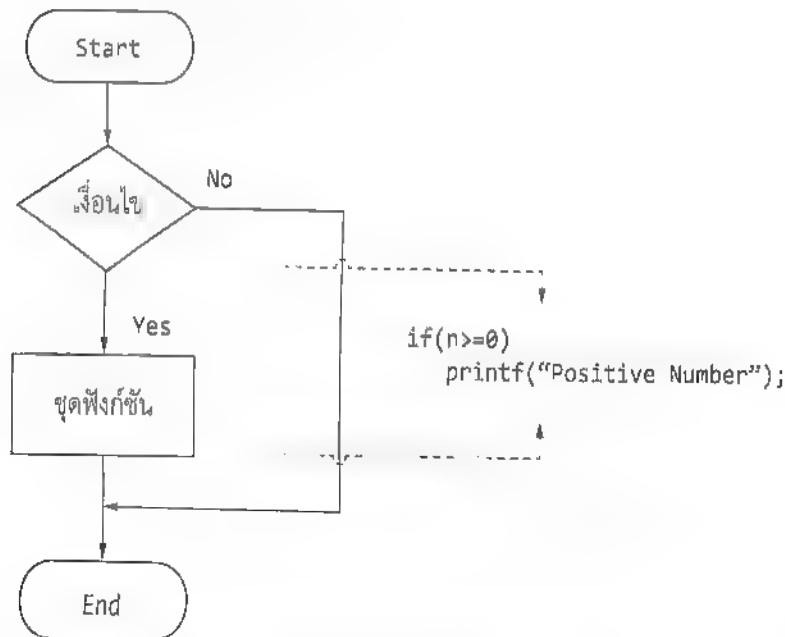 Start
เงื่อนไข
No
Yes
if(n>=0)
printf("Positive Number");
ชุดฟังก์ชัน
End